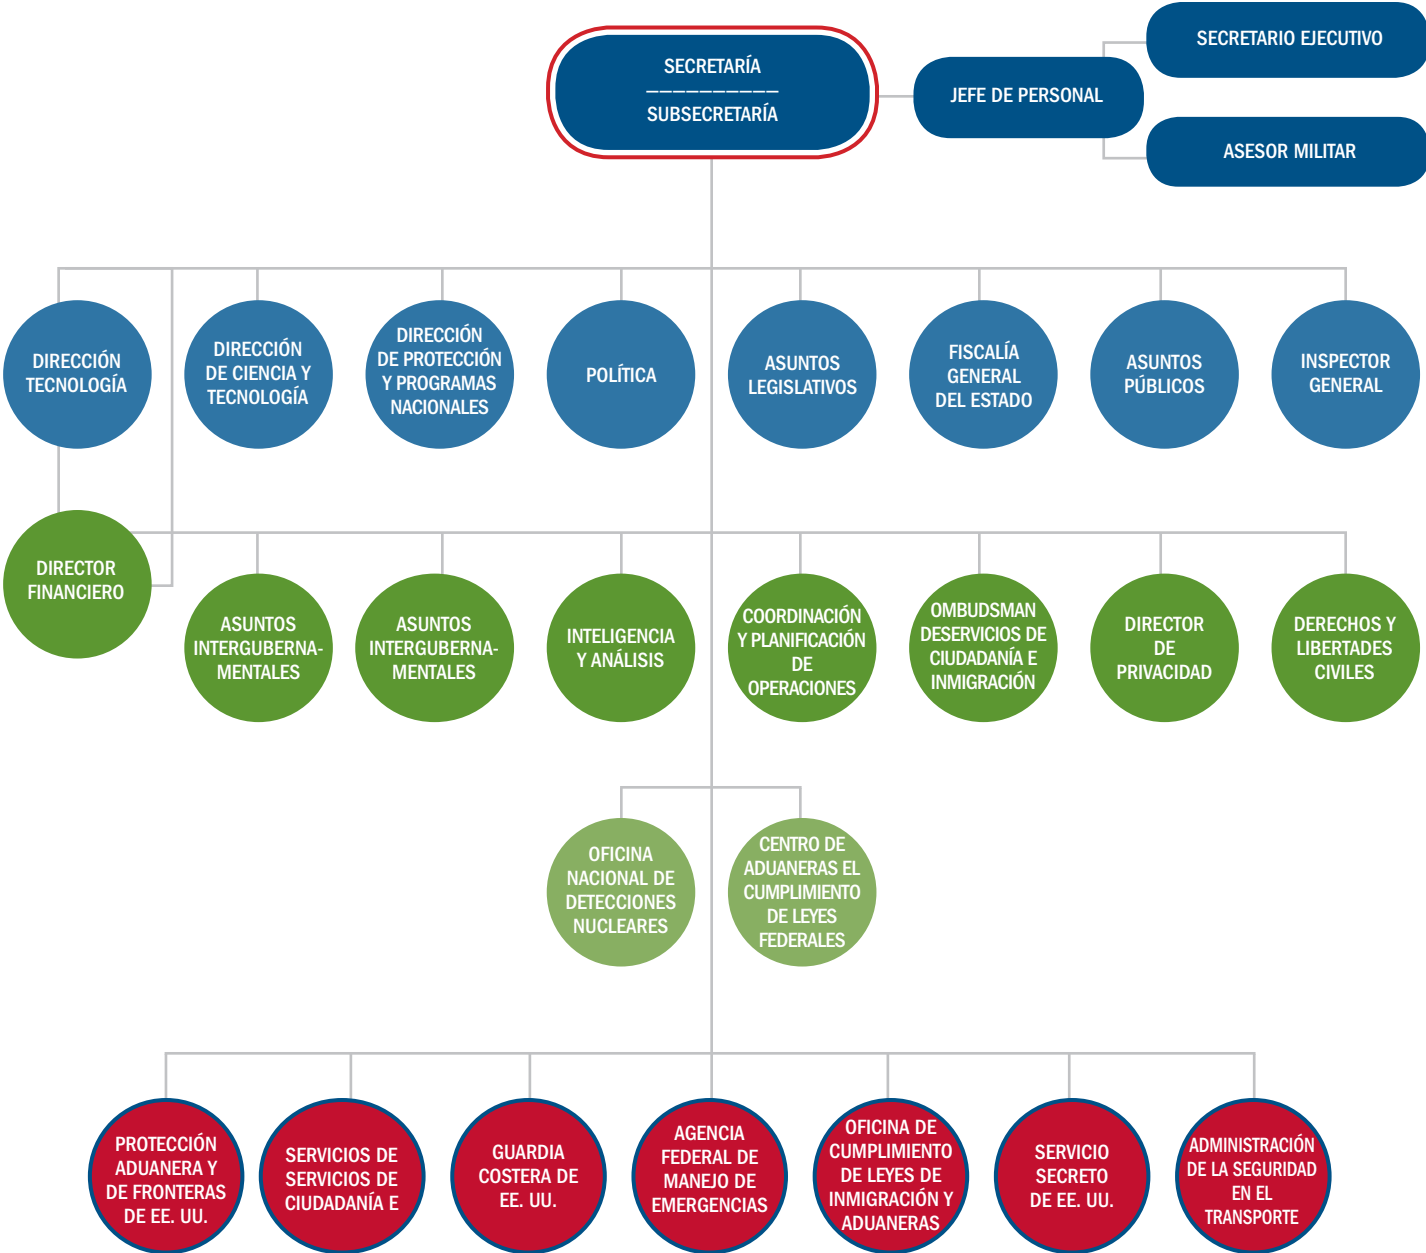 SECRETARÍA
––––––––––
SUBSECRETARÍA
JEFE DE PERSONAL
SECRETARIO EJECUTIVO
ASESOR MILITAR
DIRECCIÓN
TECNOLOGÍA
DIRECCIÓN
DE CIENCIA Y
TECNOLOGÍA
DIRECCIÓN
DE PROTECCIÓN
Y PROGRAMAS
NACIONALES
POLÍTICA
ASUNTOS
LEGISLATIVOS
FISCALÍA
GENERAL
DEL ESTADO
ASUNTOS
PÚBLICOS
INSPECTOR
GENERAL
DIRECTOR
FINANCIERO
ASUNTOS
INTERGUBERNA-
MENTALES
ASUNTOS
INTERGUBERNA-
MENTALES
INTELIGENCIA
Y ANÁLISIS
COORDINACIÓN
Y PLANIFICACIÓN
DE
OPERACIONES
OMBUDSMAN
DESERVICIOS DE
CIUDADANÍA E
INMIGRACIÓN
DIRECTOR
DE
PRIVACIDAD
DERECHOS Y
LIBERTADES
CIVILES
OFICINA
NACIONAL DE
DETECCIONES
NUCLEARES
CENTRO DE
ADUANERAS EL
CUMPLIMIENTO
DE LEYES
FEDERALES
PROTECCIÓN
ADUANERA Y
DE FRONTERAS
DE EE. UU.
SERVICIOS DE
SERVICIOS DE
CIUDADANÍA E
GUARDIA
COSTERA DE
EE. UU.
AGENCIA
FEDERAL DE
MANEJO DE
EMERGENCIAS
OFICINA DE
CUMPLIMIENTO
DE LEYES DE
INMIGRACIÓN Y
ADUANERAS
SERVICIO
SECRETO
DE EE. UU.
ADMINISTRACIÓN
DE LA SEGURIDAD
EN EL
TRANSPORTE